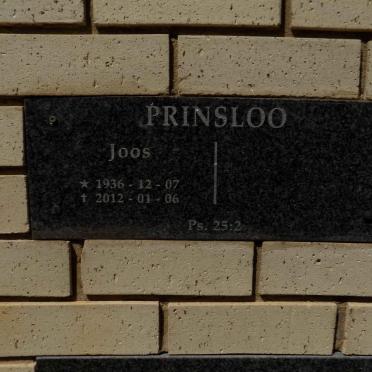 PRINSLOO
Joos
★ 1936 - 12 - 07
† 2012 - 01 - 06
Ps. 25:2